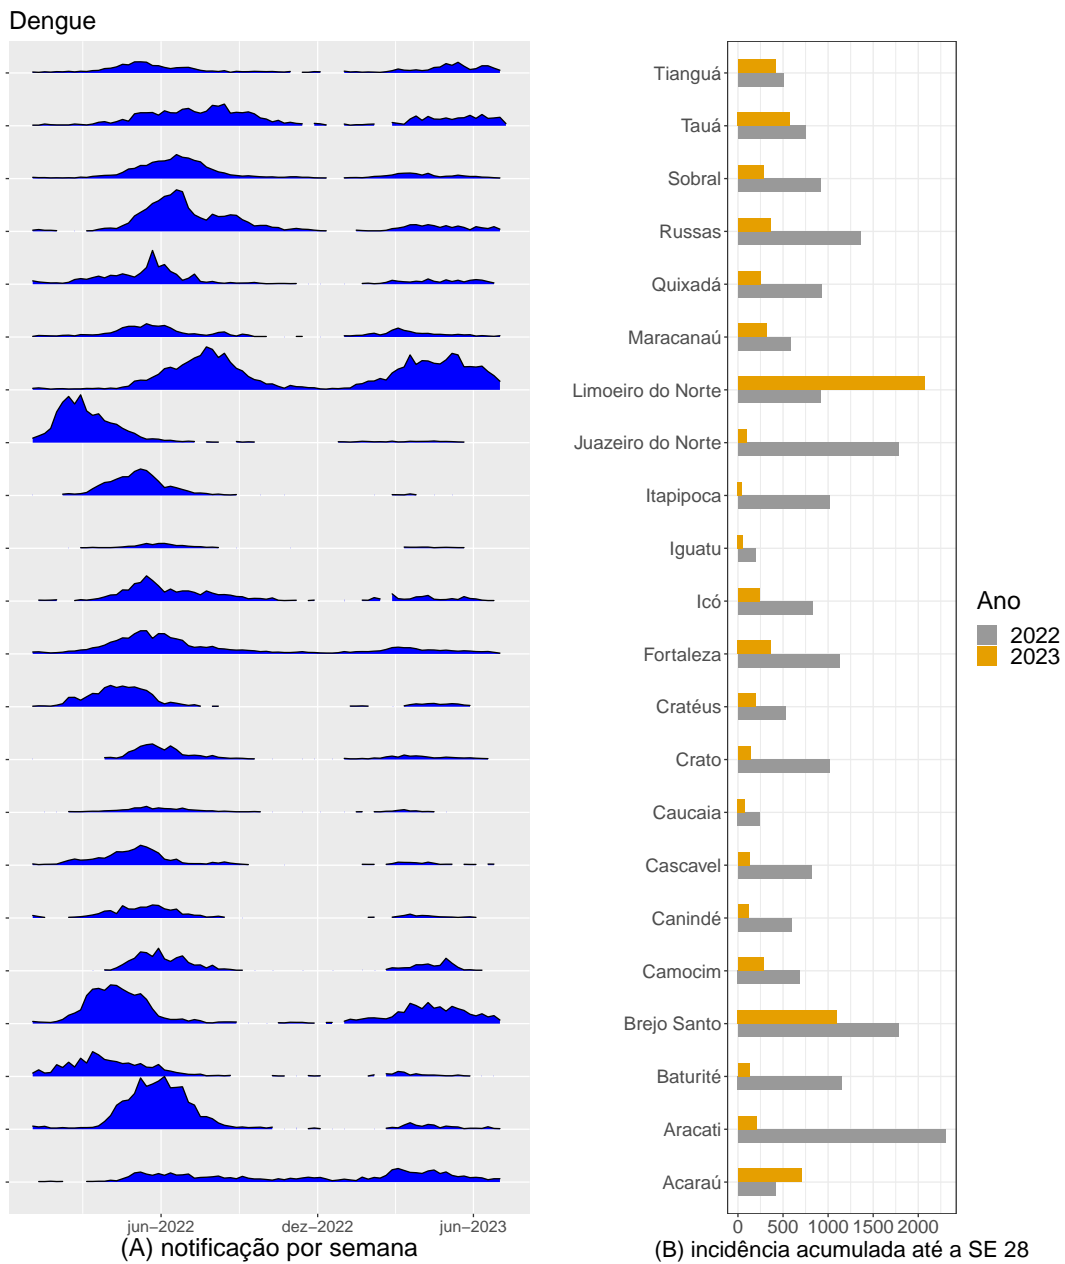 Dengue
Tianguá
Tauá
Sobral
Russas
Quixadá
Maracanaú
Limoeiro do Norte
Juazeiro do Norte
Itapipoca
Iguatu
Icó
Fortaleza
Cratéus
Crato
Caucaia
Cascavel
Canindé
Camocim
Brejo Santo
Baturité
Aracati
Acaraú
Ano
2022
2023
jun–2022 dez–2022 jun–2023
(A) notificação por semana
0 500 1000 1500 2000
(B) incidência acumulada até a SE 28